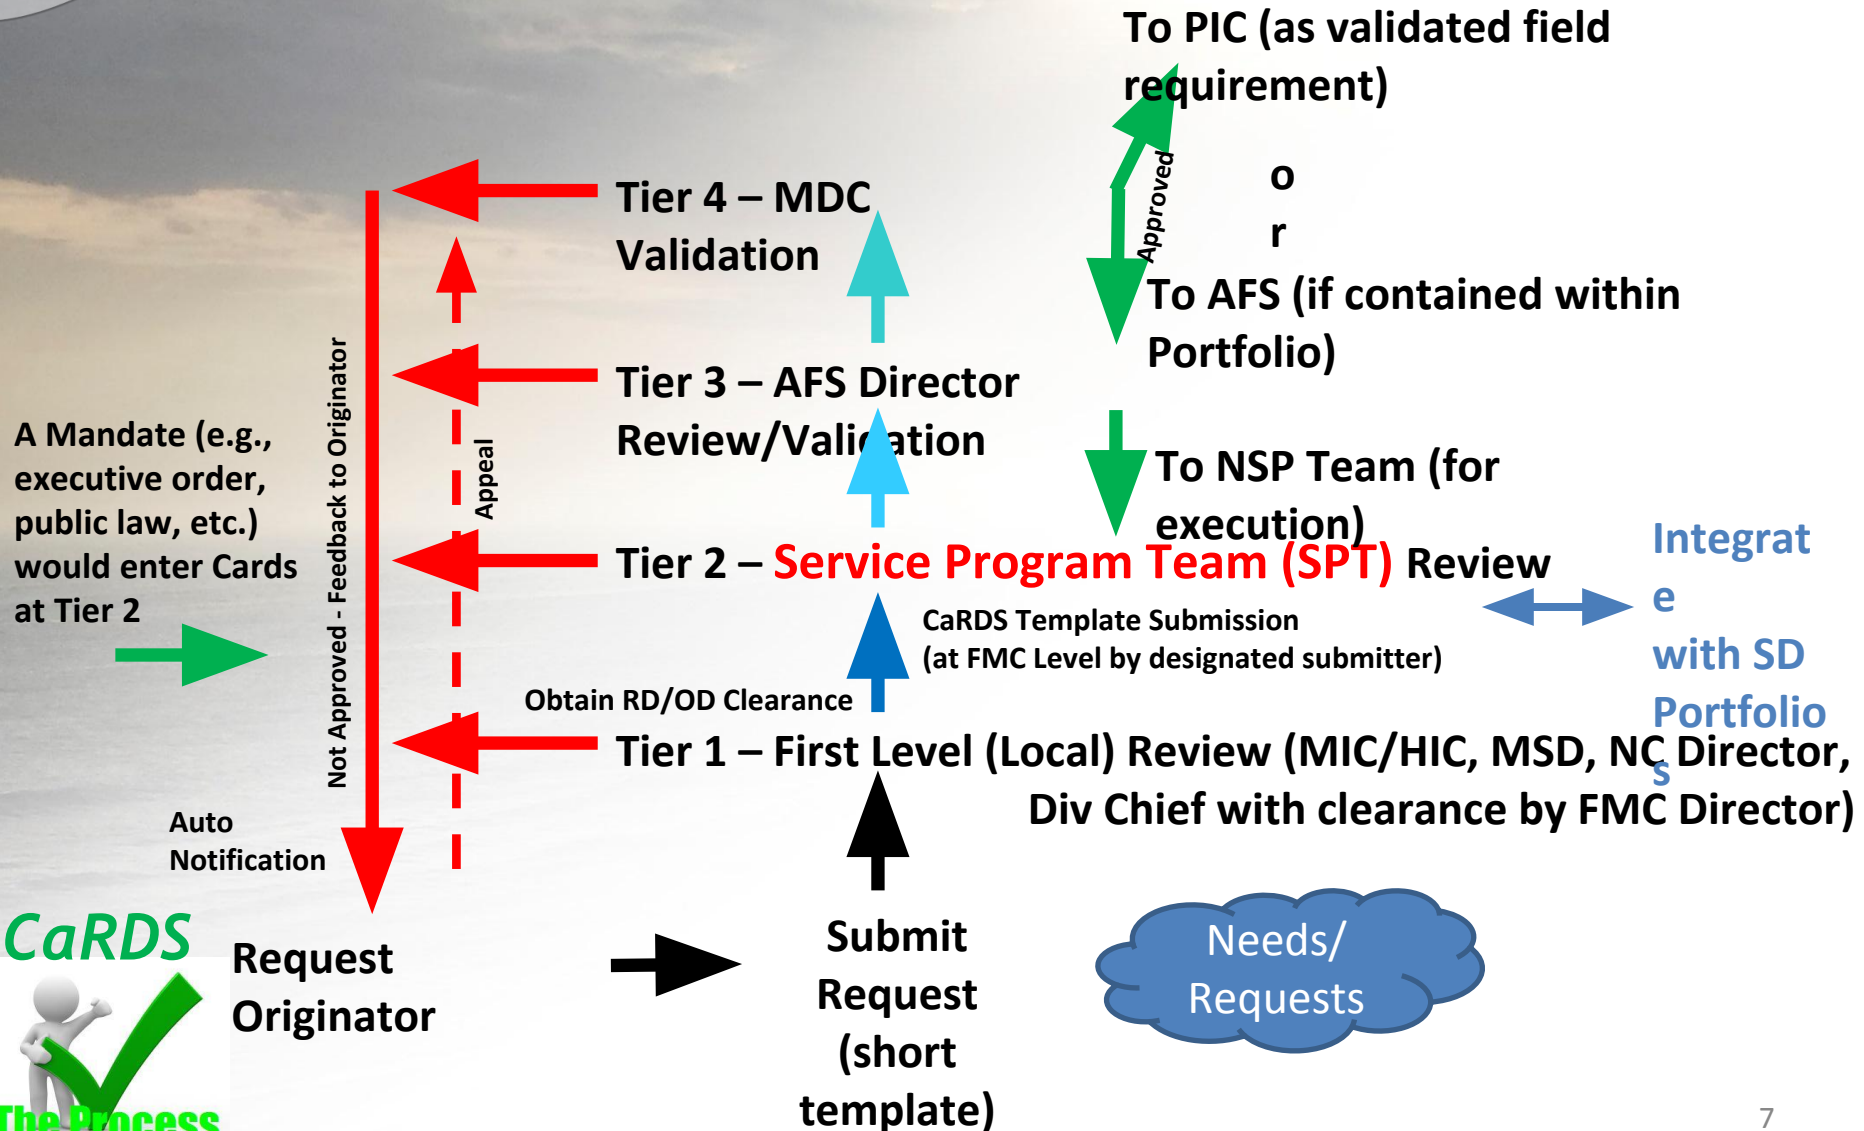 To PIC (as validated field
requirement)
Approved
o
r
To AFS (if contained within
Portfolio)
To NSP Team (for
execution)
Tier 4 – MDC
Validation
Tier 3 – AFS Director
Review/Validation
Tier 2 – Service Program Team (SPT) Review
Integrat
e
with SD
Portfolio
s
CaRDS Template Submission
(at FMC Level by designated submitter)
Obtain RD/OD Clearance
Tier 1 – First Level (Local) Review (MIC/HIC, MSD, NC Director,
Div Chief with clearance by FMC Director)
A Mandate (e.g.,
executive order,
public law, etc.)
would enter Cards
at Tier 2
Not Approved - Feedback to Originator
Appeal
Auto
Notification
CaRDS
The Process
Request
Originator
Submit
Request
(short
template)
Needs/
Requests
7